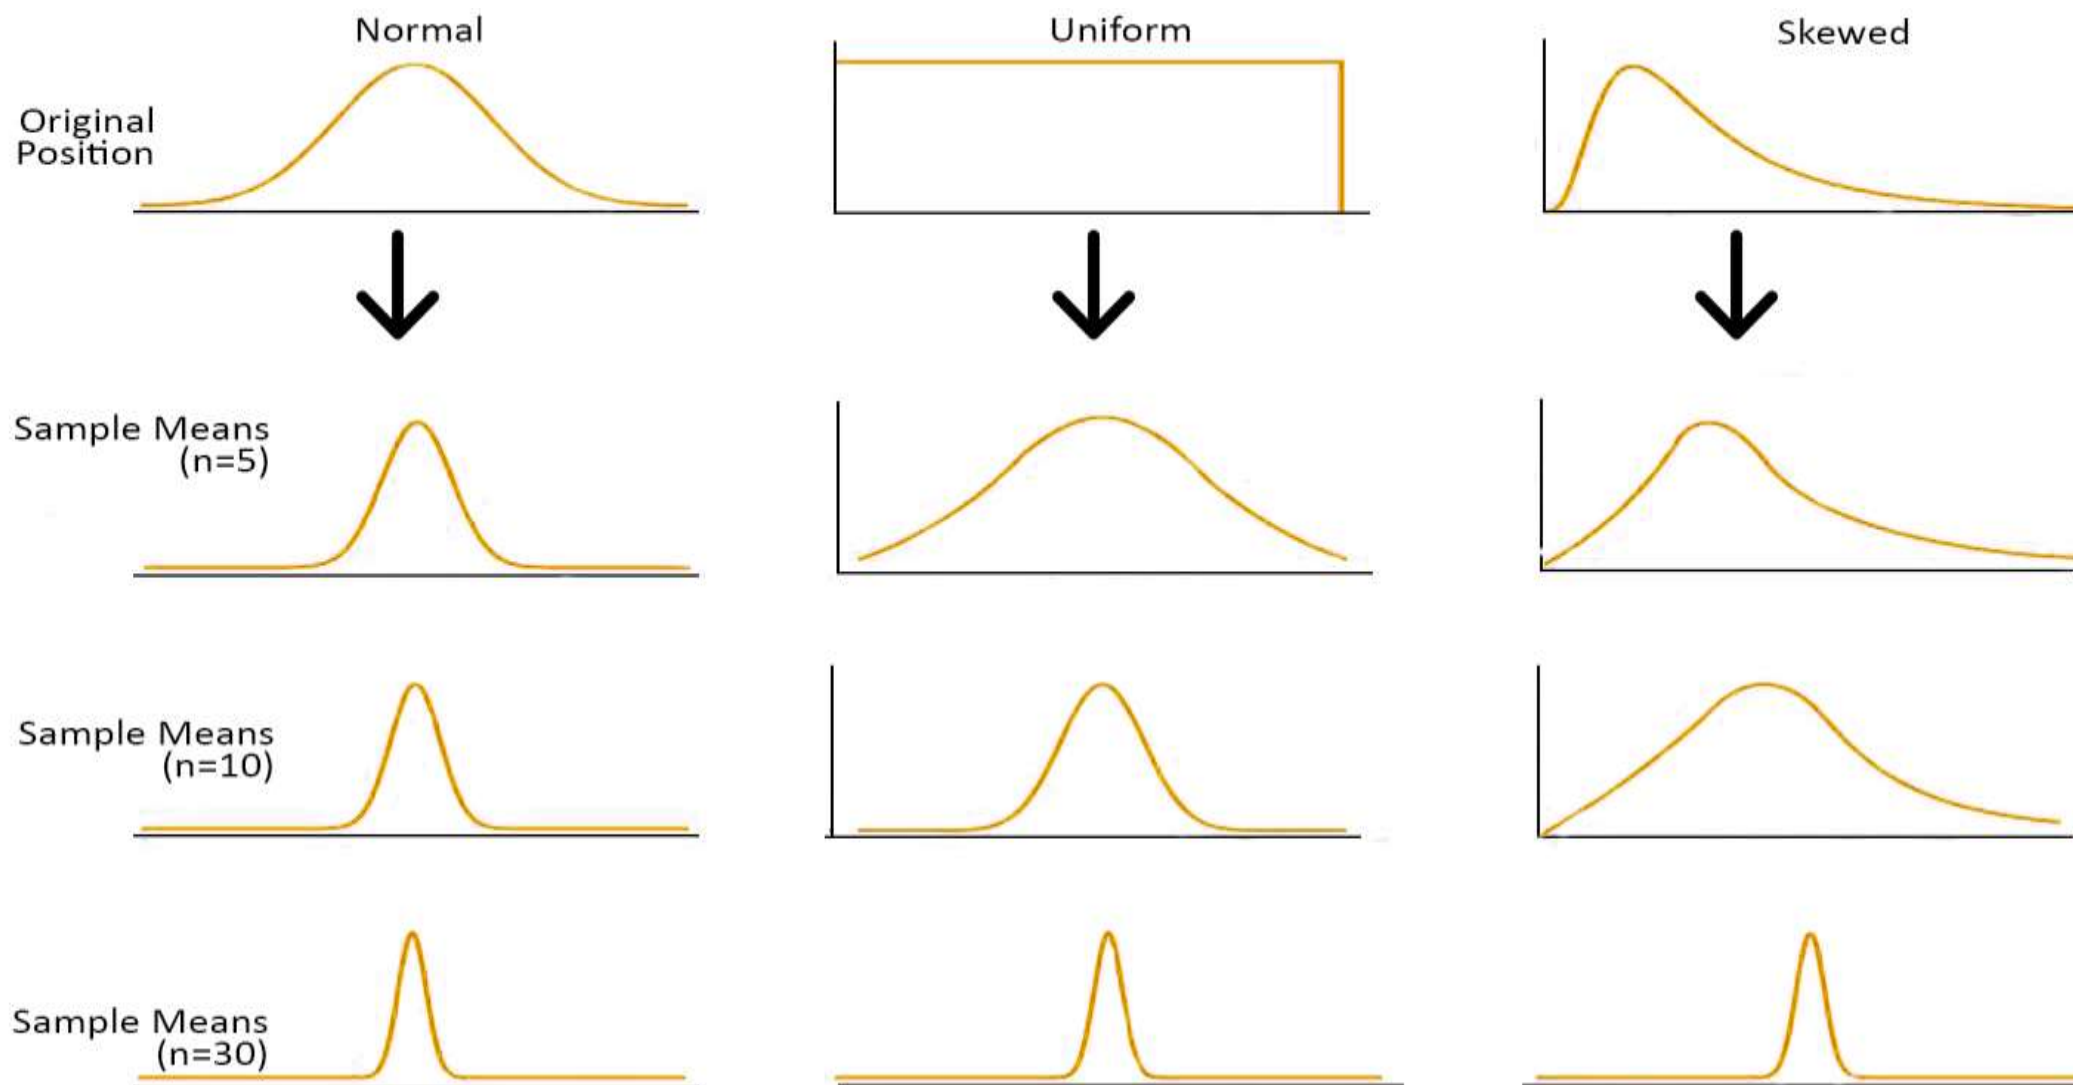 Normal
Uniform
Skewed
Original
Position
Sample Means
(n=5)
Sample Means
(n=10)
Sample Means
(n=30)